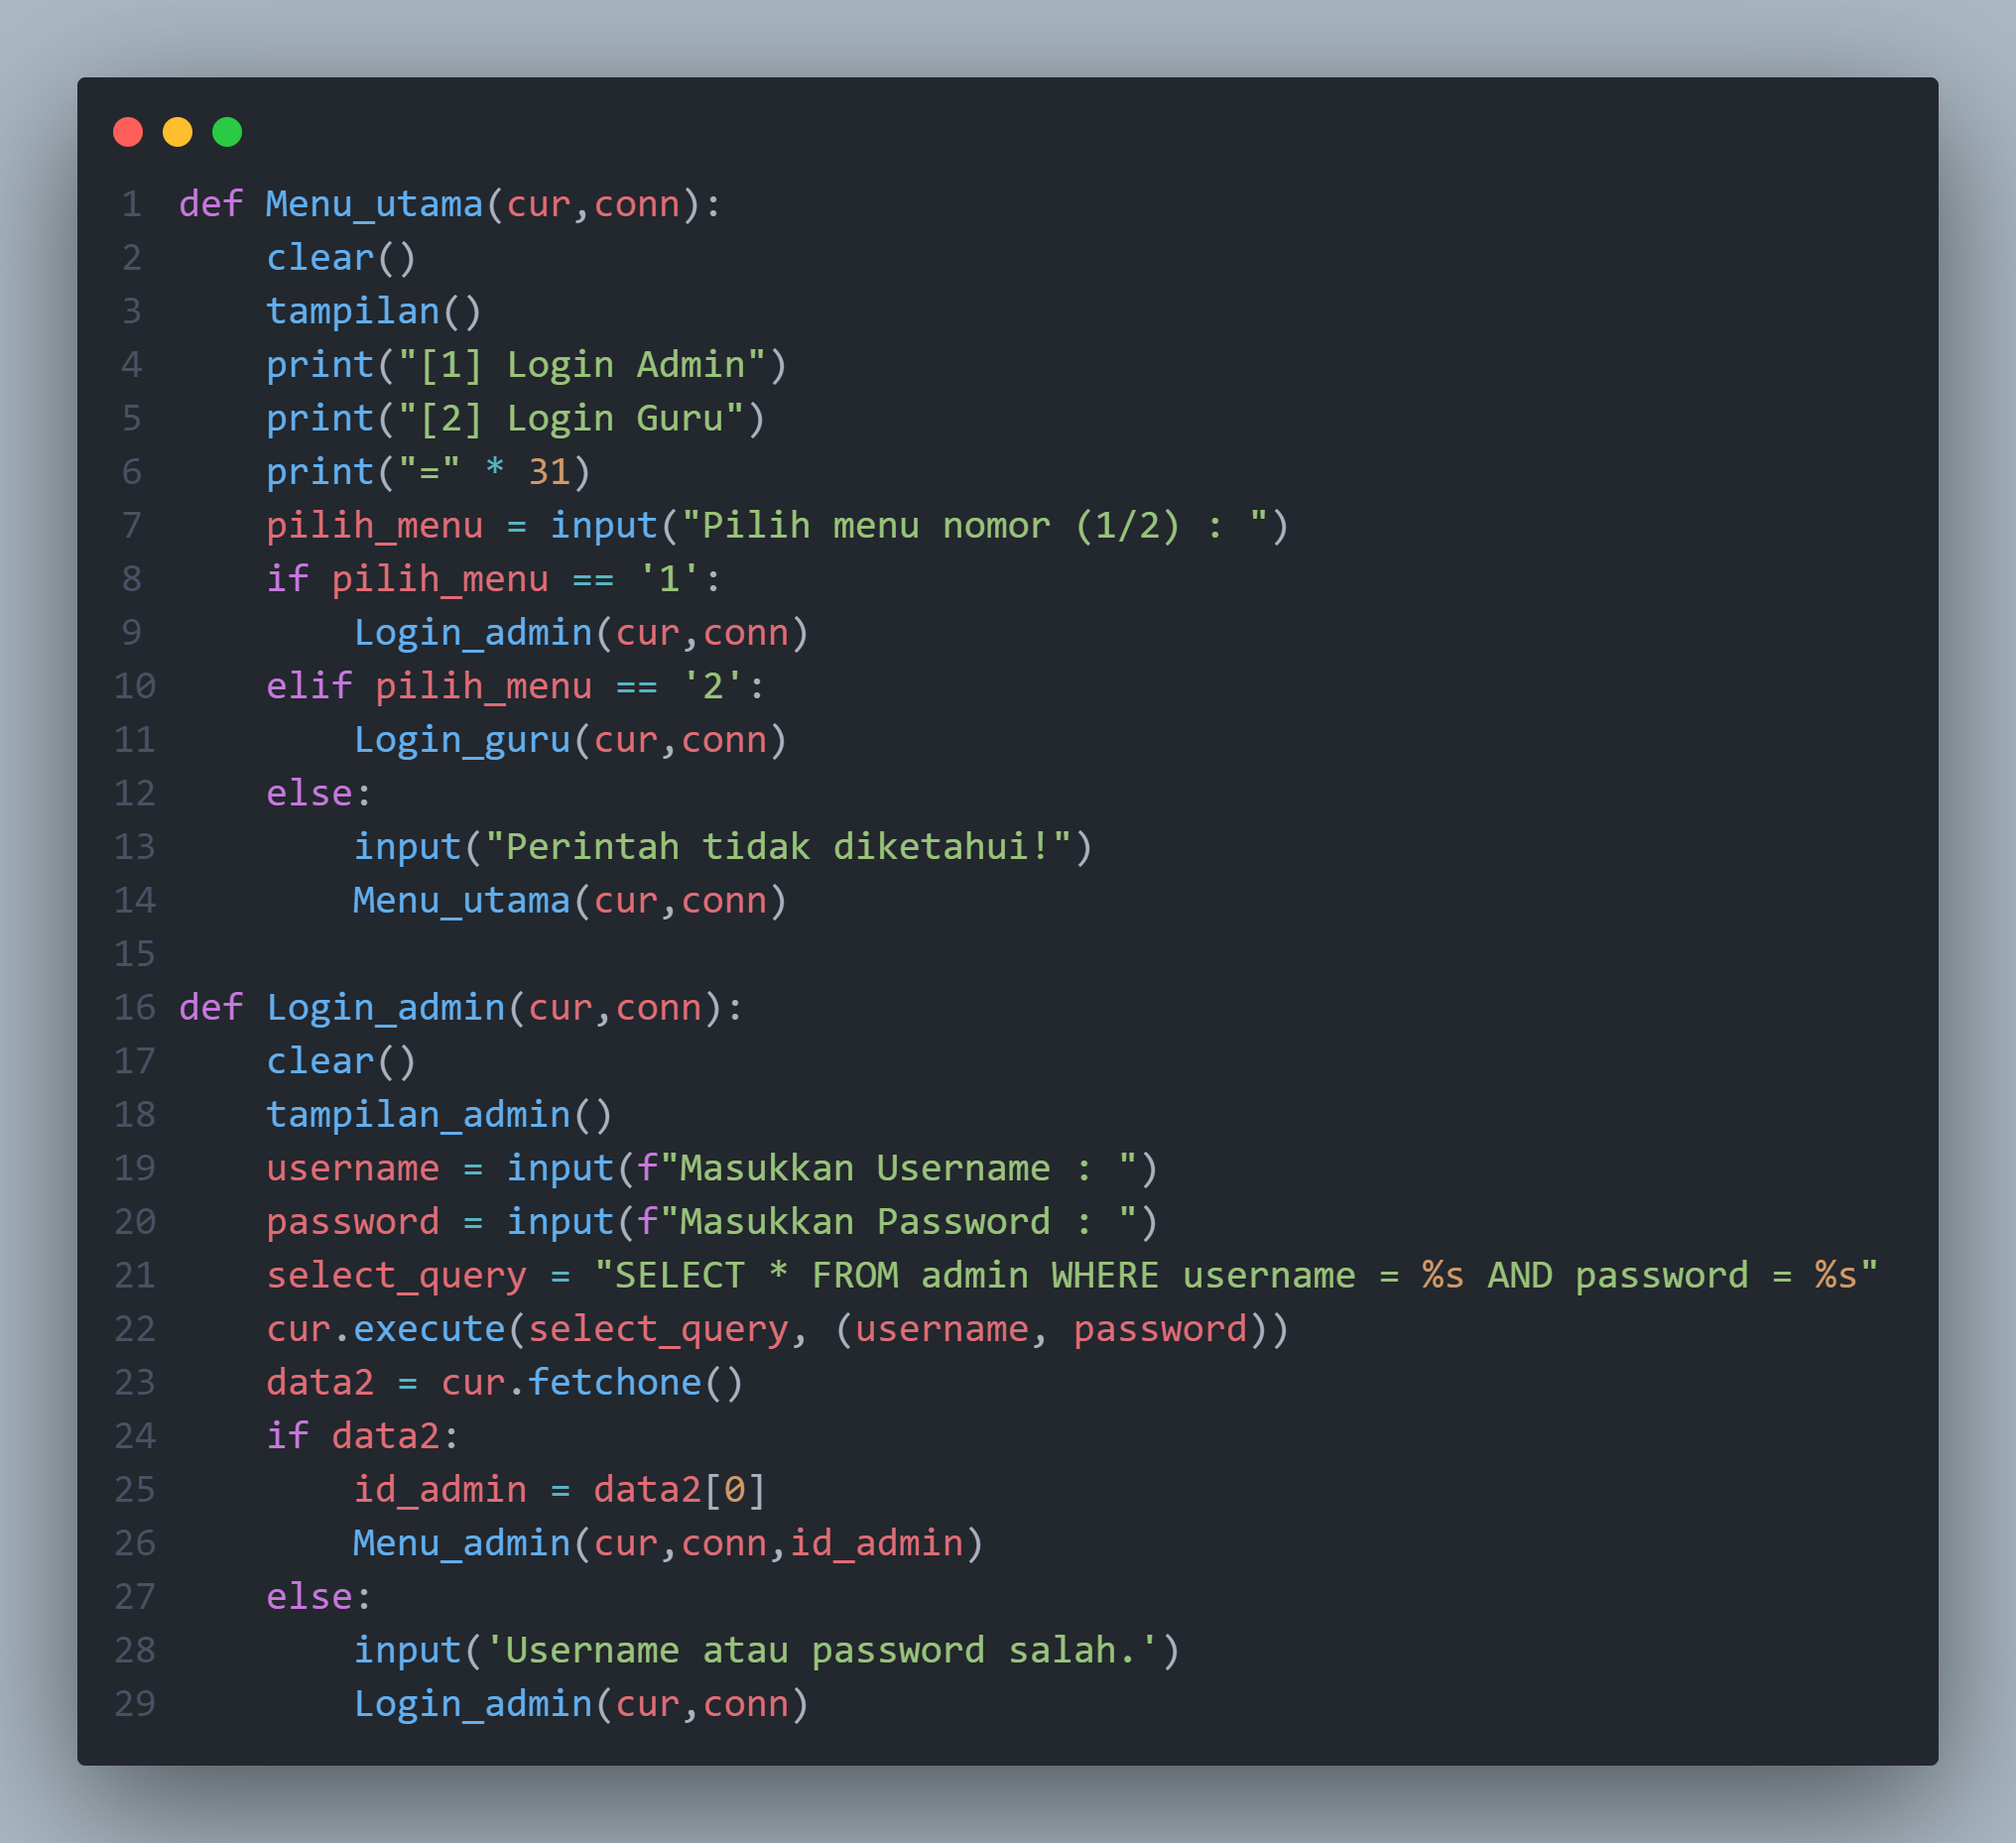 1 def Menu_utama(cur,conn):
2     clear()
3     tampilan()
4     print("[1] Login Admin")
5     print("[2] Login Guru")
6     print("=" * 31)
7     pilih_menu = input("Pilih menu nomor (1/2) : ")
8     if pilih_menu == '1':
9         Login_admin(cur,conn)
10     elif pilih_menu == '2':
11         Login_guru(cur,conn)
12     else:
13         input("Perintah tidak diketahui!")
14         Menu_utama(cur,conn)
15
16 def Login_admin(cur,conn):
17     clear()
18     tampilan_admin()
19     username = input(f"Masukkan Username : ")
20     password = input(f"Masukkan Password : ")
21     select_query = "SELECT * FROM admin WHERE username = %s AND password = %s"
22     cur.execute(select_query, (username, password))
23     data2 = cur.fetchone()
24     if data2:
25         id_admin = data2[0]
26         Menu_admin(cur,conn,id_admin)
27     else:
28         input('Username atau password salah.')
29         Login_admin(cur,conn)